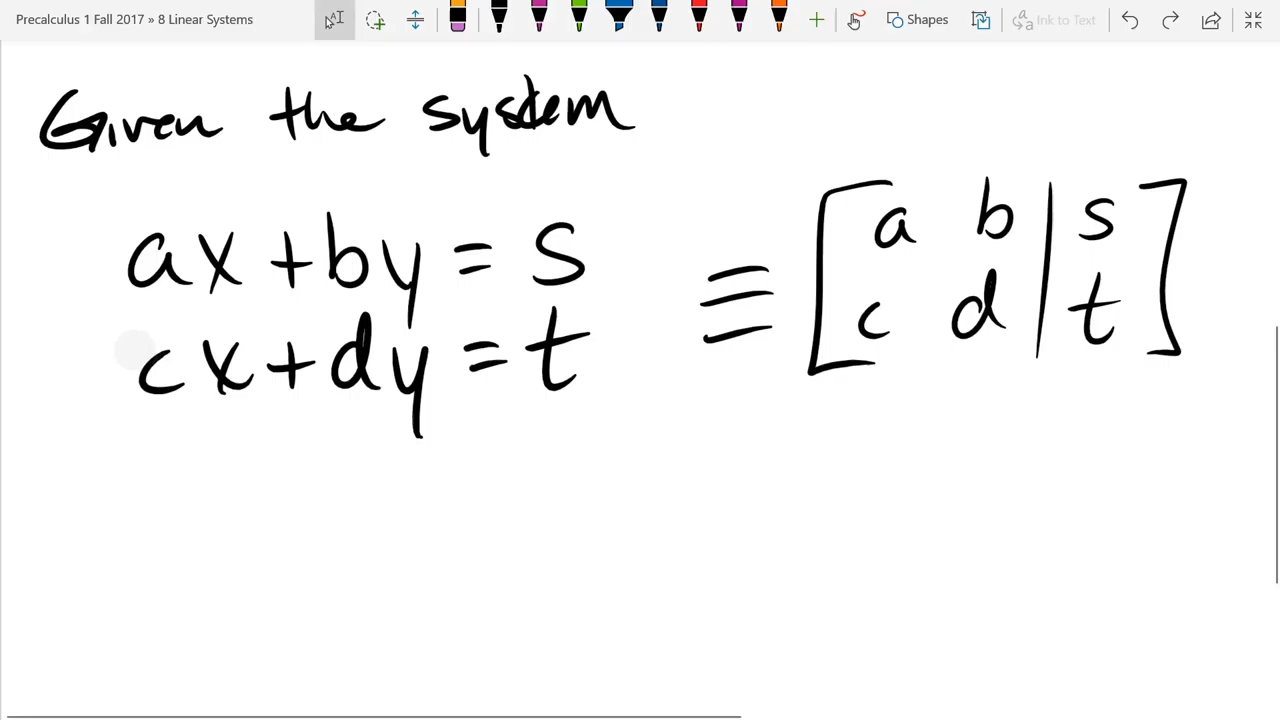 Precalculus 1 Fall 2017 » 8 Linear Systems
Shapes
Ink to Text
Given the system
ax + by = s
cx + dy = t
≡ [ a b | s
c d | t ]